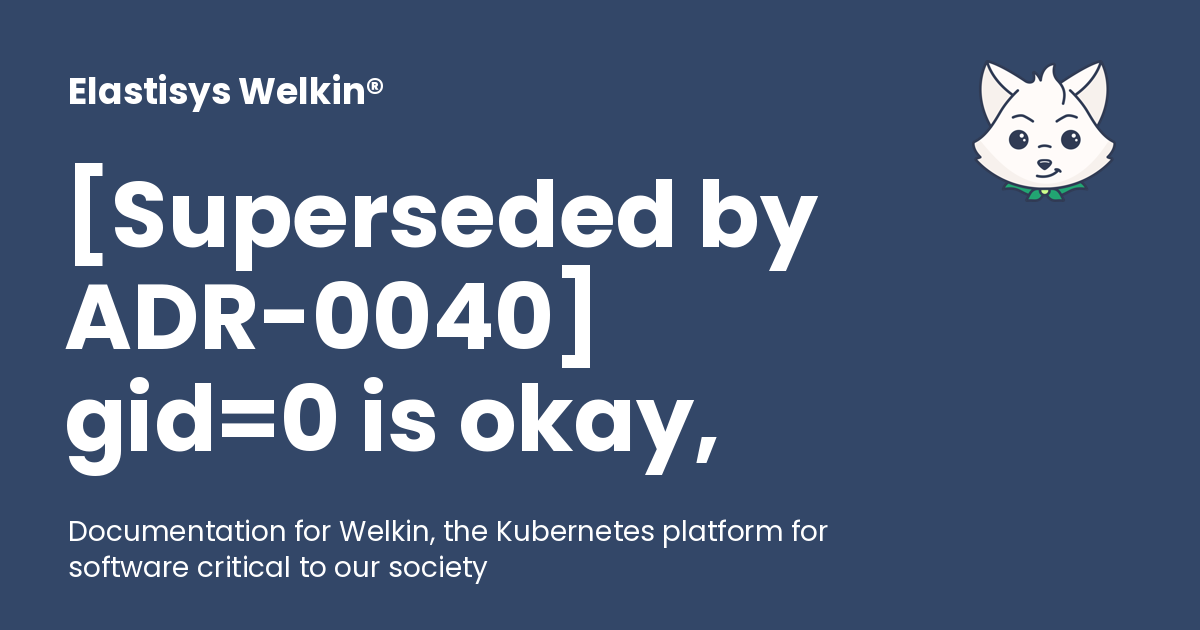 Elastisys Welkin®
[Superseded by
ADR-0040]
gid=0 is okay,
Documentation for Welkin, the Kubernetes platform for
software critical to our society